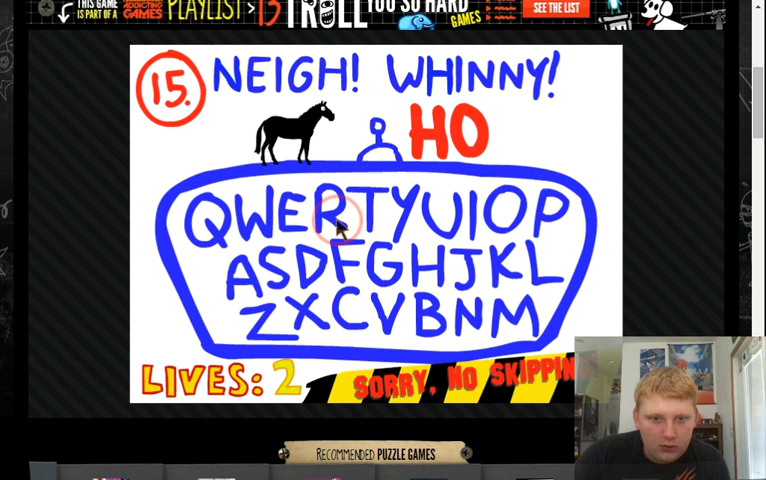 THIS GAME
IS PART OF A
ADDICTING
GAMES
PLAYLIST > 13 TROLL YOU SO HARD
GAMES
SEE THE LIST
15. NEIGH! WHINNY!
HO
QWERTYUIOP
ASDFGHJKL
ZXCVBNM
LIVES: 2
SORRY, NO SKIPPIN
RECOMMENDED PUZZLE GAMES